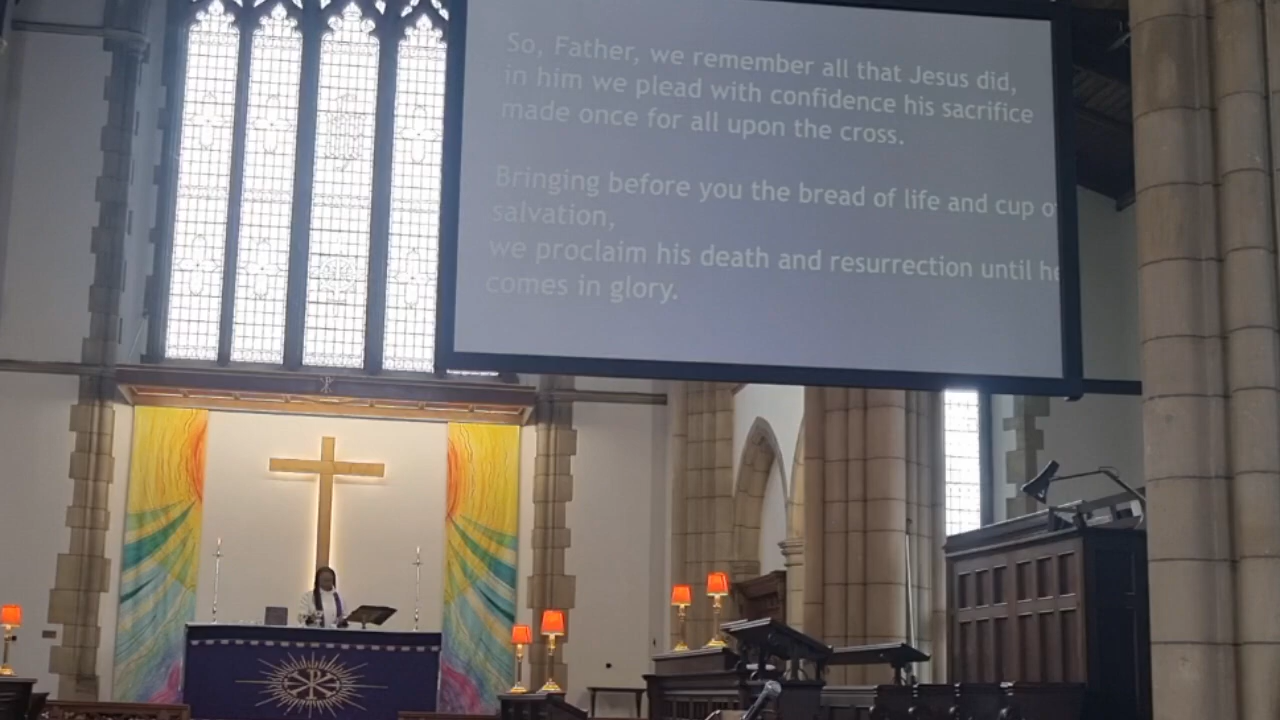 So, Father, we remember all that Jesus did,
in him we plead with confidence his sacrifice
made once for all upon the cross.
Bringing before you the bread of life and cup o
salvation,
we proclaim his death and resurrection until he
comes in glory.